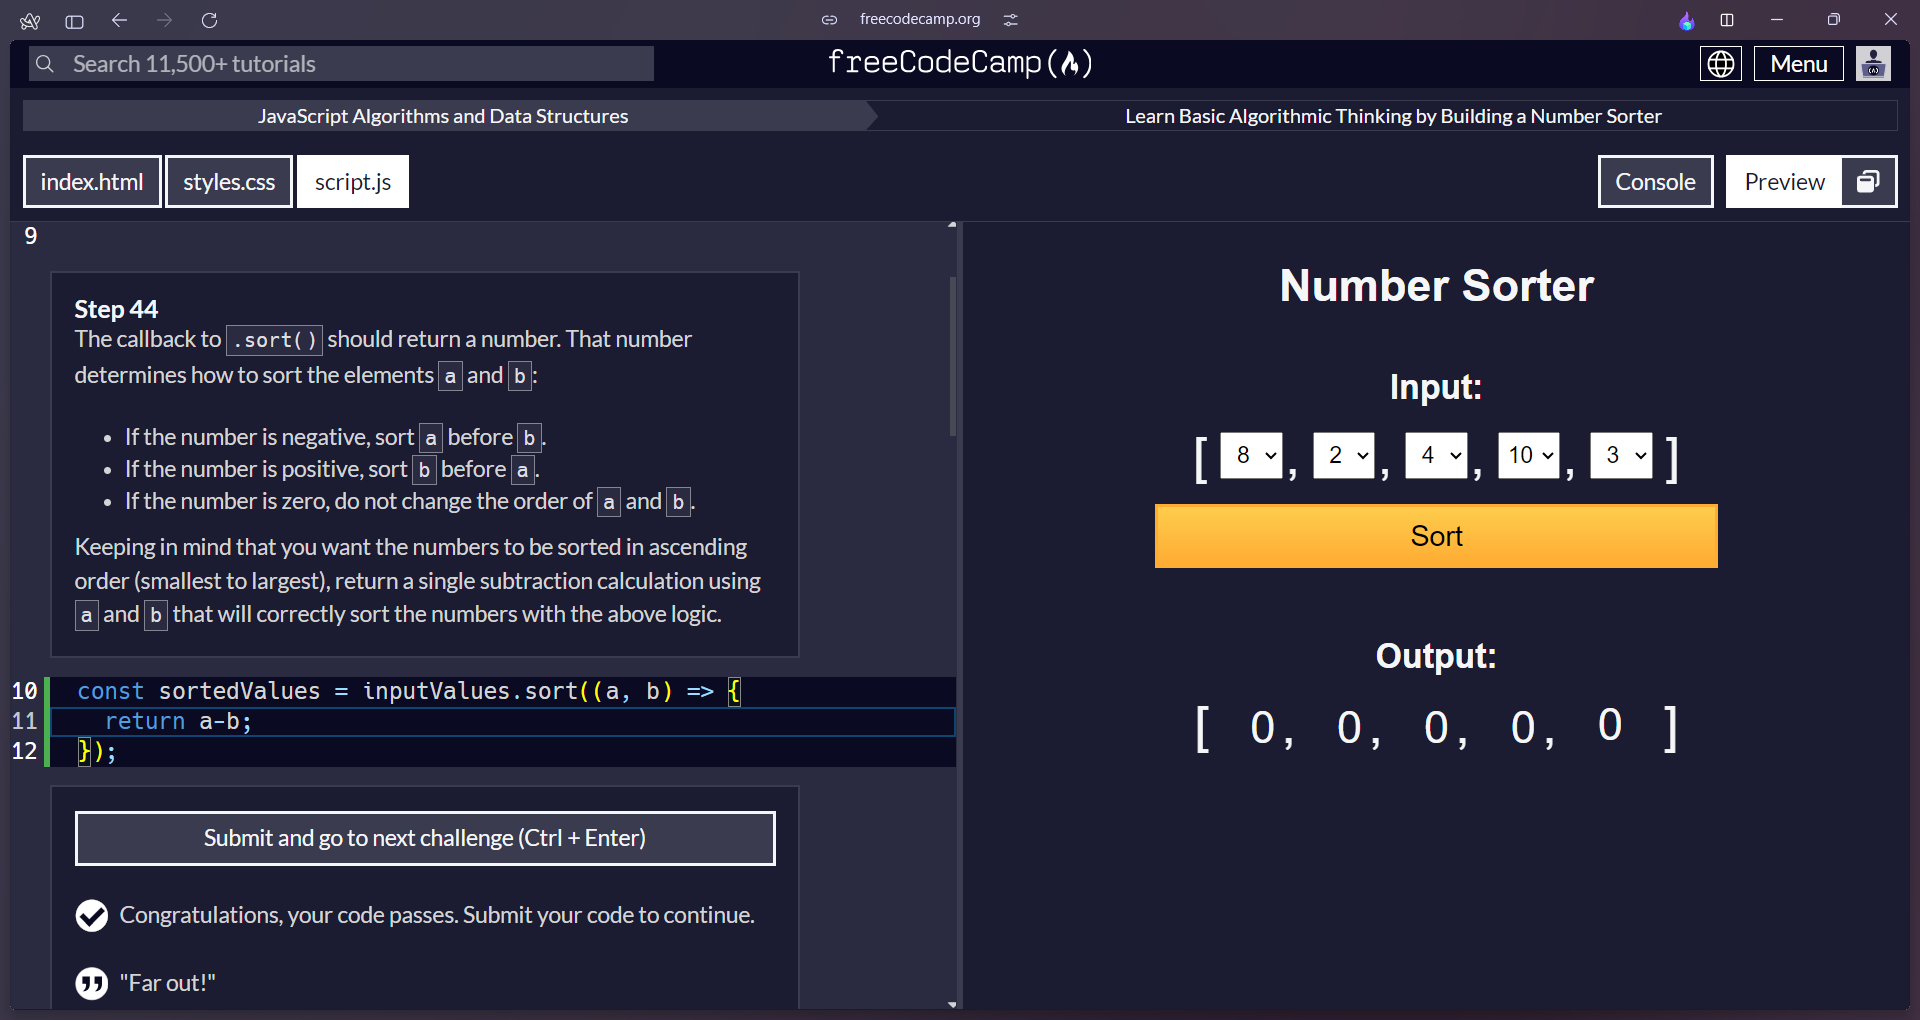 freecodecamp.org
Search 11,500+ tutorials
freeCodeCamp(🔥)
Menu
JavaScript Algorithms and Data Structures
Learn Basic Algorithmic Thinking by Building a Number Sorter
index.html
styles.css
script.js
Console
Preview
9
Step 44
The callback to .sort() should return a number. That number
determines how to sort the elements a and b:
• If the number is negative, sort a before b.
• If the number is positive, sort b before a.
• If the number is zero, do not change the order of a and b.
Keeping in mind that you want the numbers to be sorted in ascending
order (smallest to largest), return a single subtraction calculation using
a and b that will correctly sort the numbers with the above logic.
10 const sortedValues = inputValues.sort((a, b) => {
11 return a-b;
12 });
Submit and go to next challenge (Ctrl + Enter)
Congratulations, your code passes. Submit your code to continue.
"Far out!"
Number Sorter
Input:
[ 8, 2, 4, 10, 3 ]
Sort
Output:
[ 0, 0, 0, 0, 0 ]